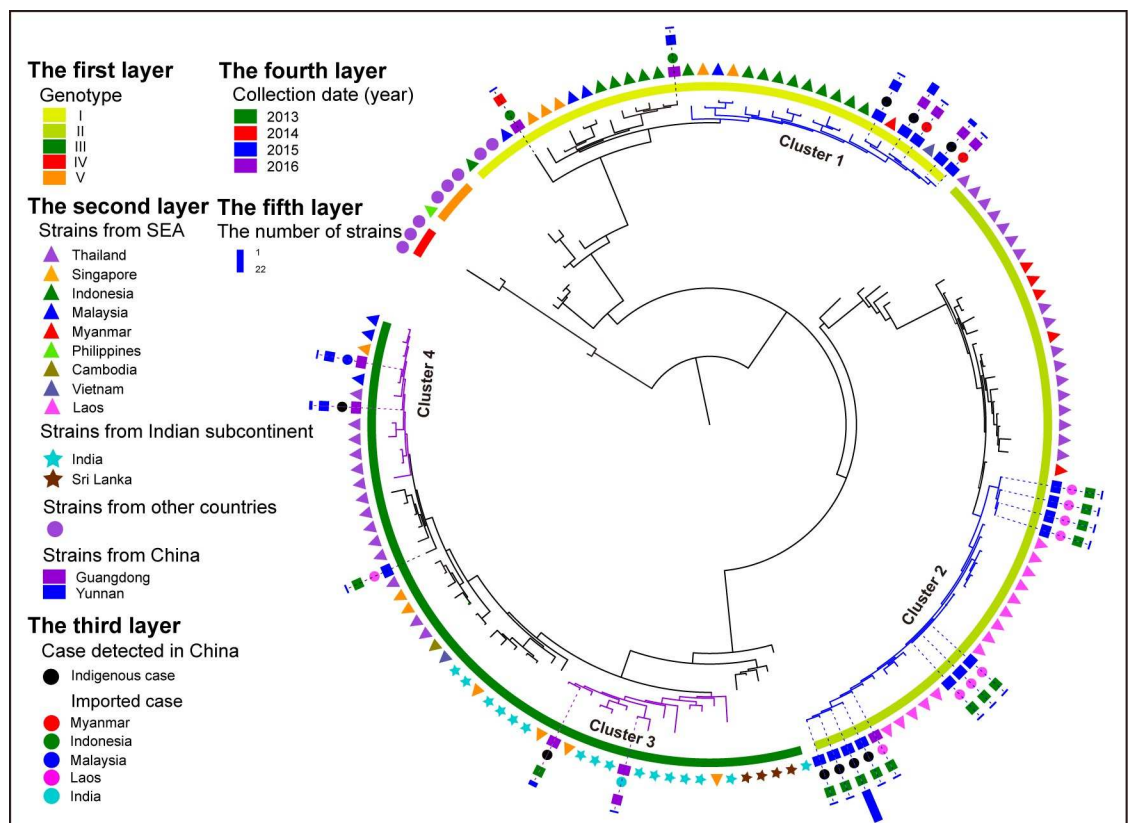 The first layer
Genotype
I
II
III
IV
V
The second layer
Strains from SEA
Thailand
Singapore
Indonesia
Malaysia
Myanmar
Philippines
Cambodia
Vietnam
Laos
Strains from Indian subcontinent
India
Sri Lanka
Strains from other countries
Strains from China
Guangdong
Yunnan
The third layer
Case detected in China
Indigenous case
Imported case
Myanmar
Indonesia
Malaysia
Laos
India
The fourth layer
Collection date (year)
2013
2014
2015
2016
The fifth layer
The number of strains
1
22
Cluster 1
Cluster 2
Cluster 3
Cluster 4